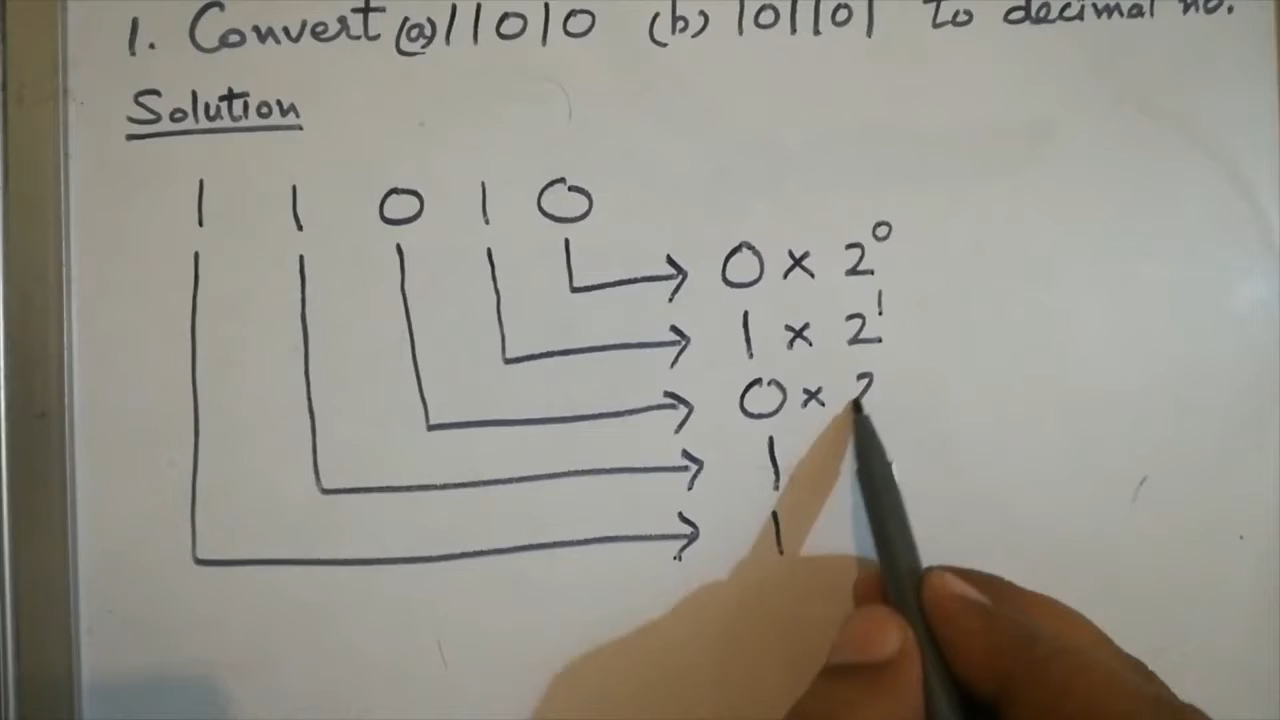 1. Convert (a) 11010 (b) 101101 to decimal no.
Solution
1 1 0 1 0
0 × 2⁰
1 × 2¹
0 × 2
1
1